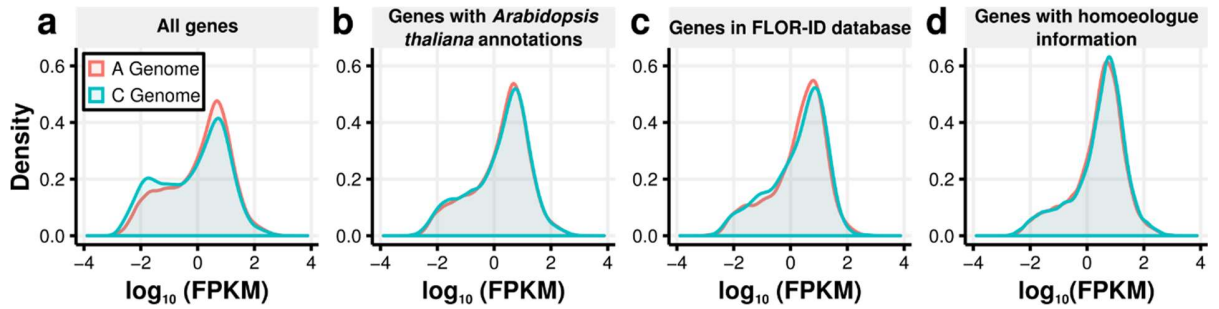 a
All genes
A Genome
C Genome
Density
0.6
0.4
0.2
0.0
−4
−2
0
2
4
log10 (FPKM)
b
Genes with Arabidopsis
thaliana annotations
0.6
0.4
0.2
0.0
−4
−2
0
2
4
log10 (FPKM)
c
Genes in FLOR-ID database
0.6
0.4
0.2
0.0
−4
−2
0
2
4
log10 (FPKM)
d
Genes with homoeologue
information
0.6
0.4
0.2
0.0
−4
−2
0
2
4
log10(FPKM)